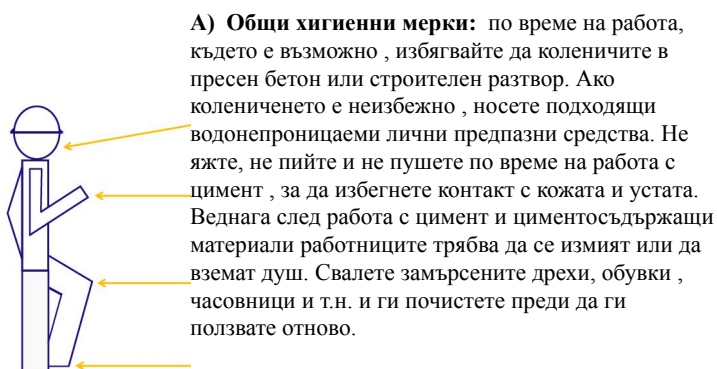 А) Общи хигиенни мерки: по време на работа,
където е възможно , избягвайте да коленичите в
пресен бетон или строителен разтвор. Ако
колениченето е неизбежно , носете подходящи
водонепроницаеми лични предпазни средства. Не
яжте, не пийте и не пушете по време на работа с
цимент , за да избегнете контакт с кожата и устата.
Веднага след работа с цимент и циментосъдържащи
материали работниците трябва да се измият или да
вземат душ. Свалете замърсените дрехи, обувки ,
часовници и т.н. и ги почистете преди да ги
ползвате отново.